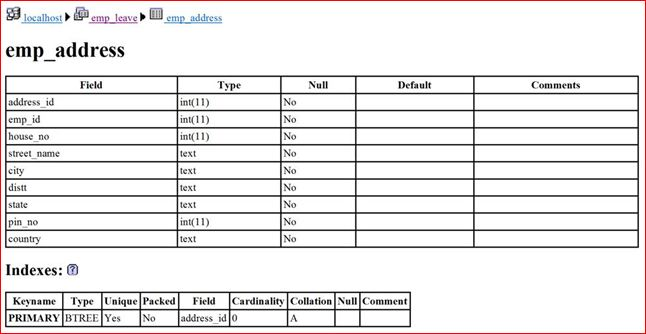 localhost emp_leave emp_address
emp_address
Field Type Null Default Comments
address_id int(11) No
emp_id int(11) No
house_no int(11) No
street_name text No
city text No
distt text No
state text No
pin_no int(11) No
country text No
Indexes: ?
Keyname Type Unique Packed Field Cardinality Collation Null Comment
PRIMARY BTREE Yes No address_id 0 A